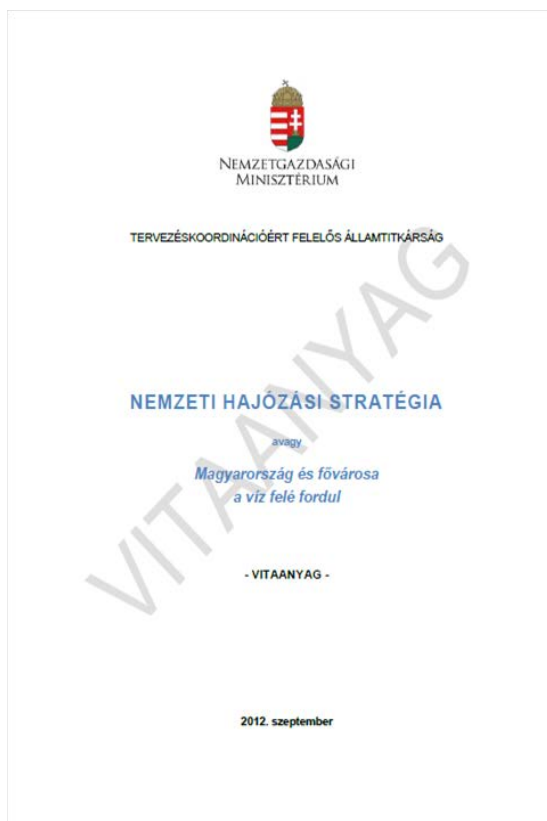 NEMZETGAZDASÁGI
MINISZTÉRIUM
TERVEZÉSKOORDINÁCIÓÉRT FELELŐS ÁLLAMTITKÁRSÁG
NEMZETI HAJÓZÁSI STRATÉGIA
avagy
Magyarország és fővárosa
a víz felé fordul
VITAANYAG
- VITAANYAG -
2012. szeptember